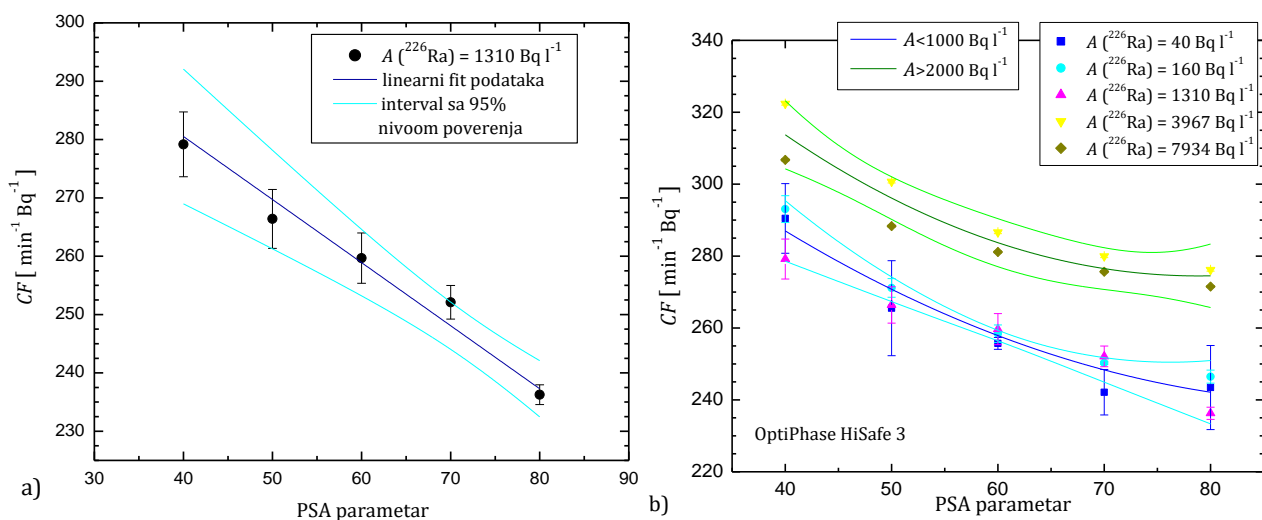 A (²²⁶Ra) = 1310 Bq l⁻¹
linearni fit podataka
interval sa 95%
nivoom poverenja
CF [ min⁻¹ Bq⁻¹]
300
290
280
270
260
250
240
230
30 40 50 60 70 80 90
PSA parametar
a)
A<1000 Bq l⁻¹
A>2000 Bq l⁻¹
A (²²⁶Ra) = 40 Bq l⁻¹
A (²²⁶Ra) = 160 Bq l⁻¹
A (²²⁶Ra) = 1310 Bq l⁻¹
A (²²⁶Ra) = 3967 Bq l⁻¹
A (²²⁶Ra) = 7934 Bq l⁻¹
CF [ min⁻¹ Bq⁻¹]
340
320
300
280
260
240
220
OptiPhase HiSafe 3
40 50 60 70 80
PSA parametar
b)